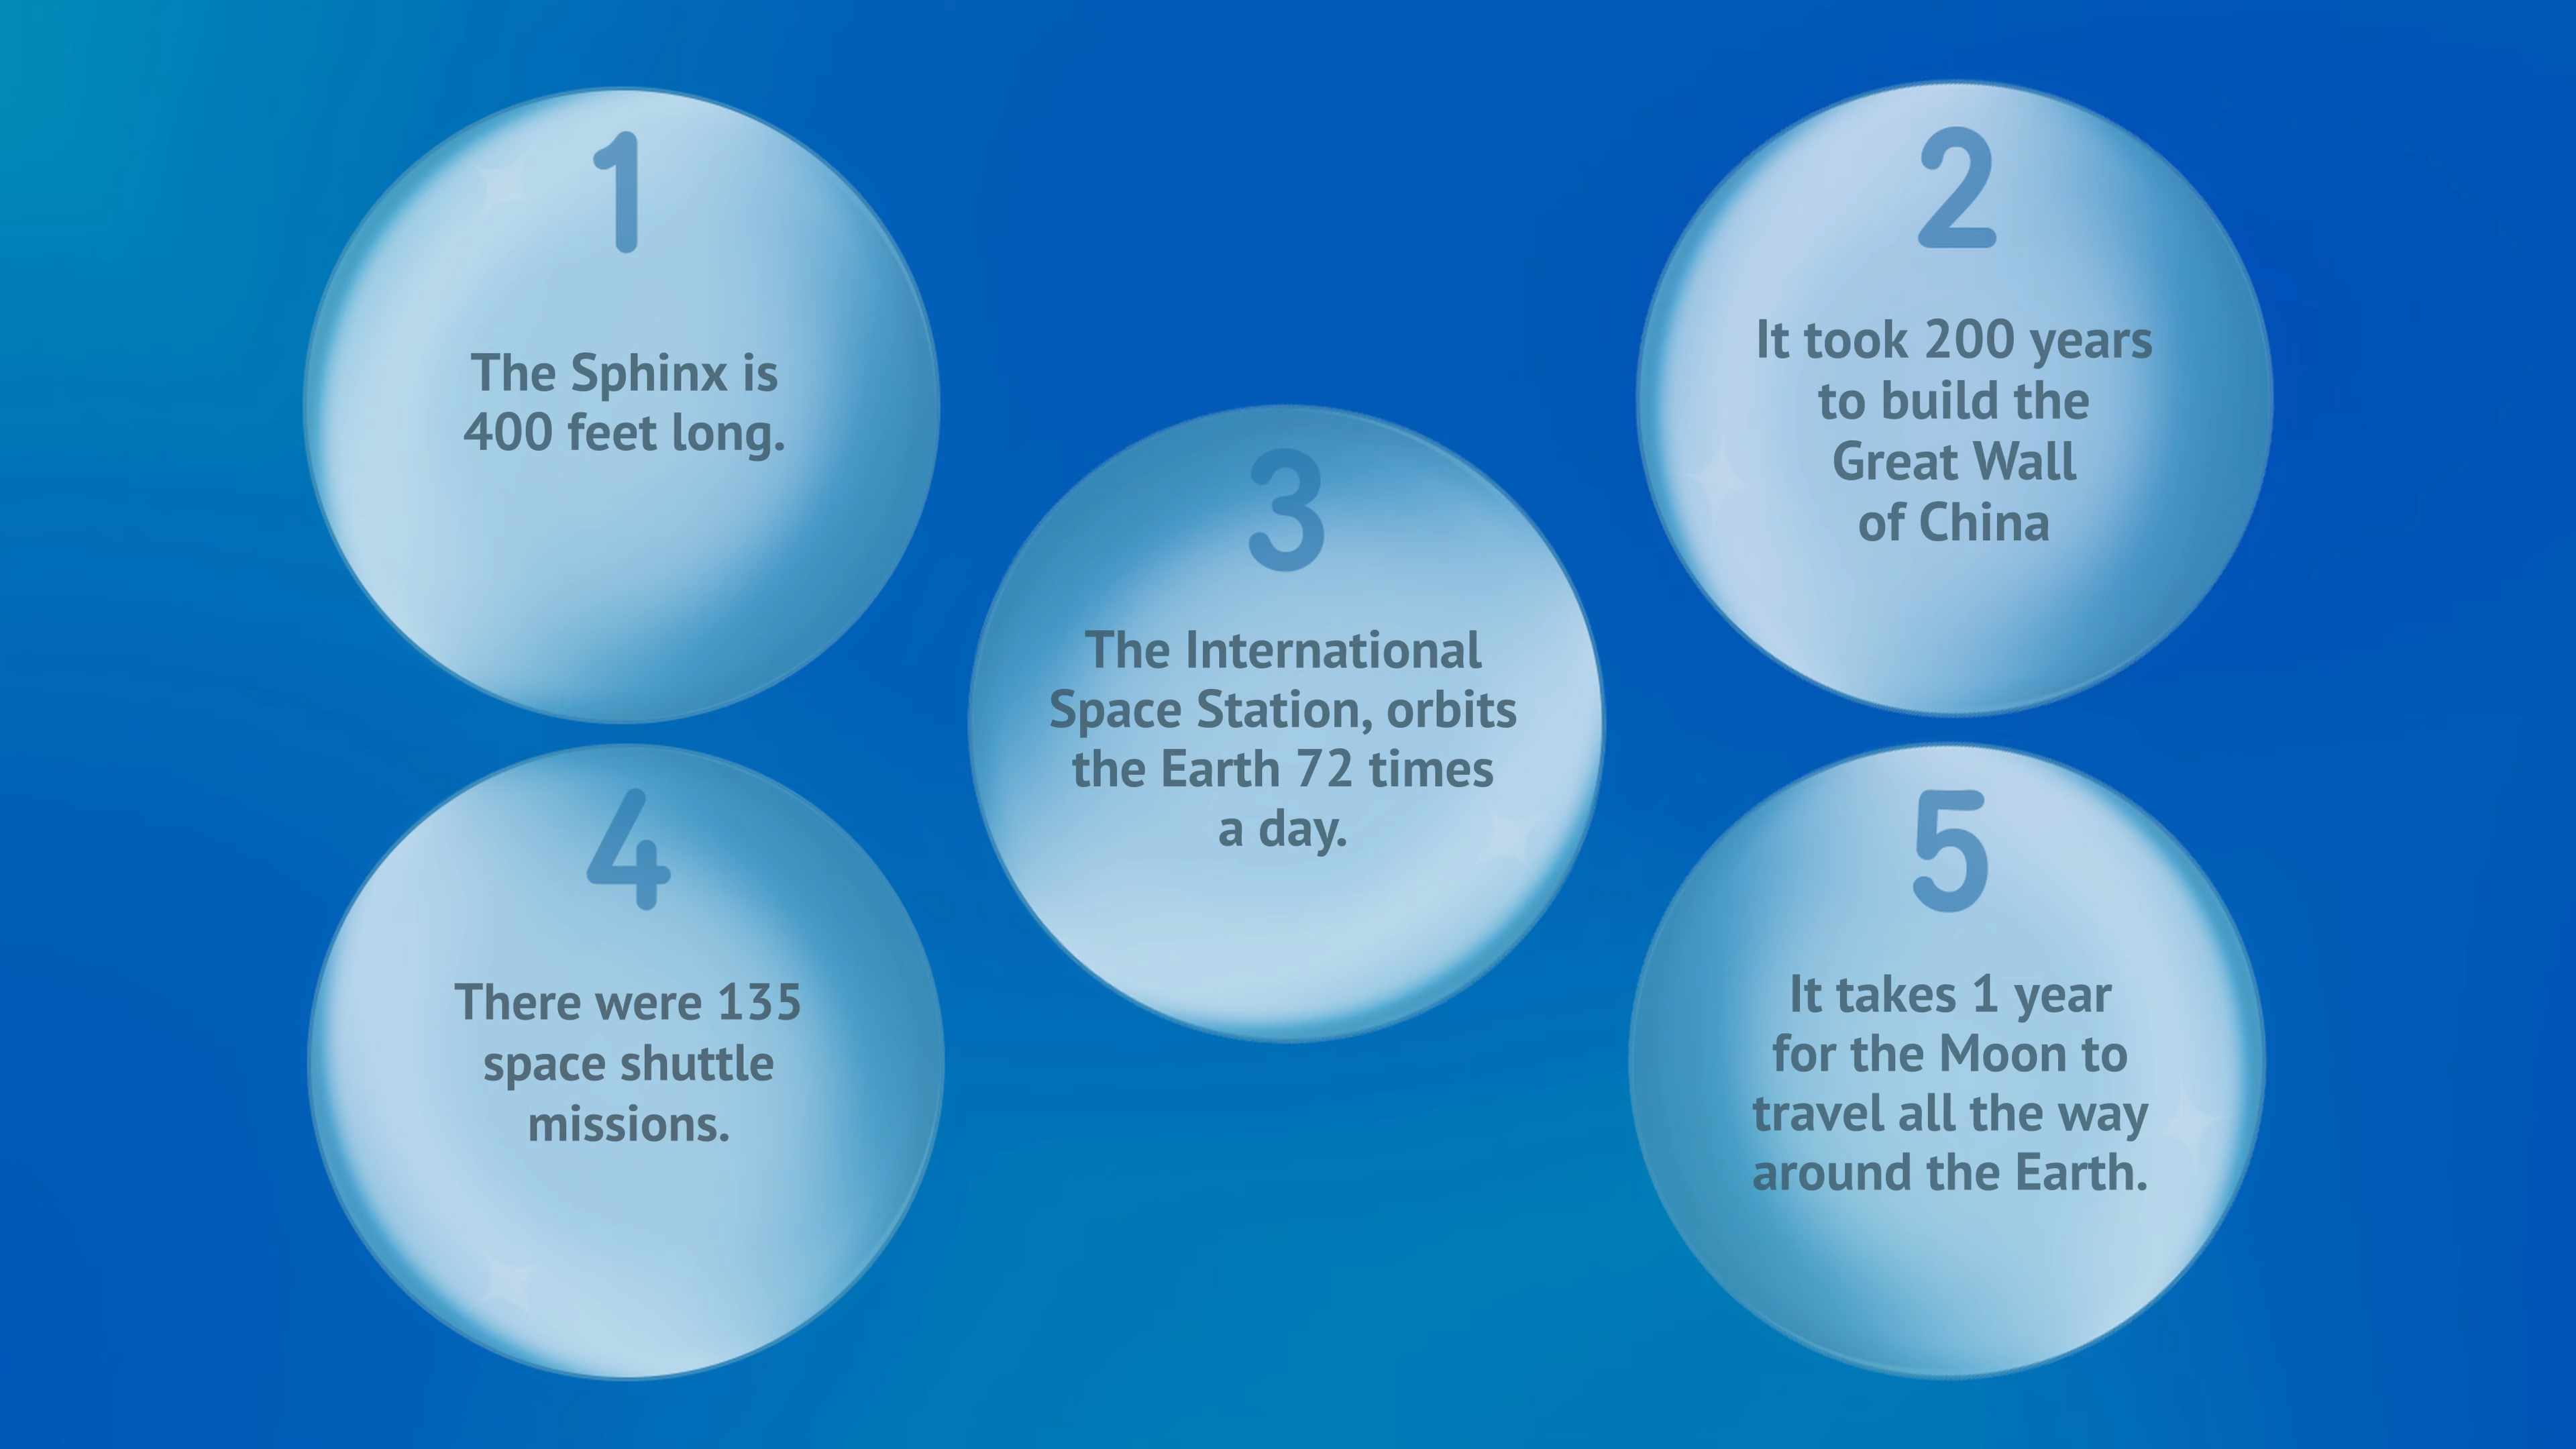 1
The Sphinx is
400 feet long.
2
It took 200 years
to build the
Great Wall
of China
3
The International
Space Station, orbits
the Earth 72 times
a day.
4
There were 135
space shuttle
missions.
5
It takes 1 year
for the Moon to
travel all the way
around the Earth.